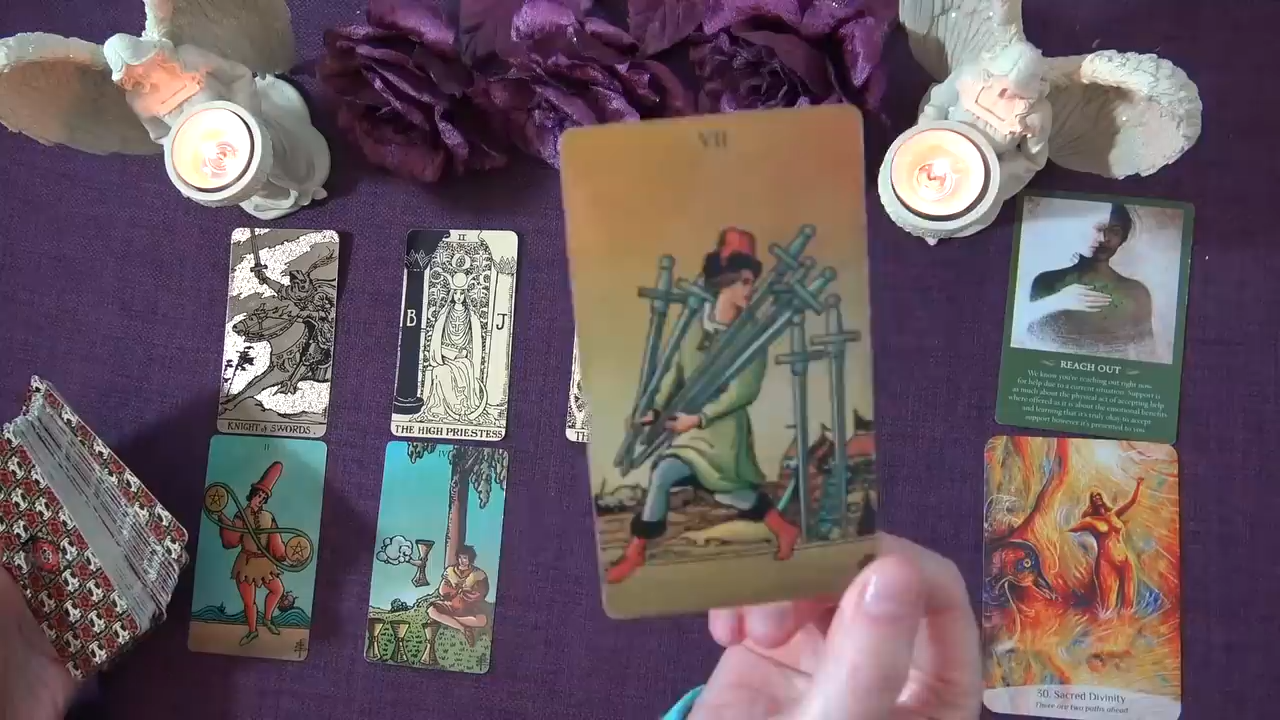 VII
KNIGHT of SWORDS.
II
B
J
THE HIGH PRIESTESS
TH
II
IV
REACH OUT
We know you're reaching out right now
for help due to a current situation. Support is
as much about the physical act of accepting help
where offered as it is about the emotional benefits
and learning that it's truly okay to accept
support however it's presented to you.
30. Sacred Divinity
There are two paths ahead